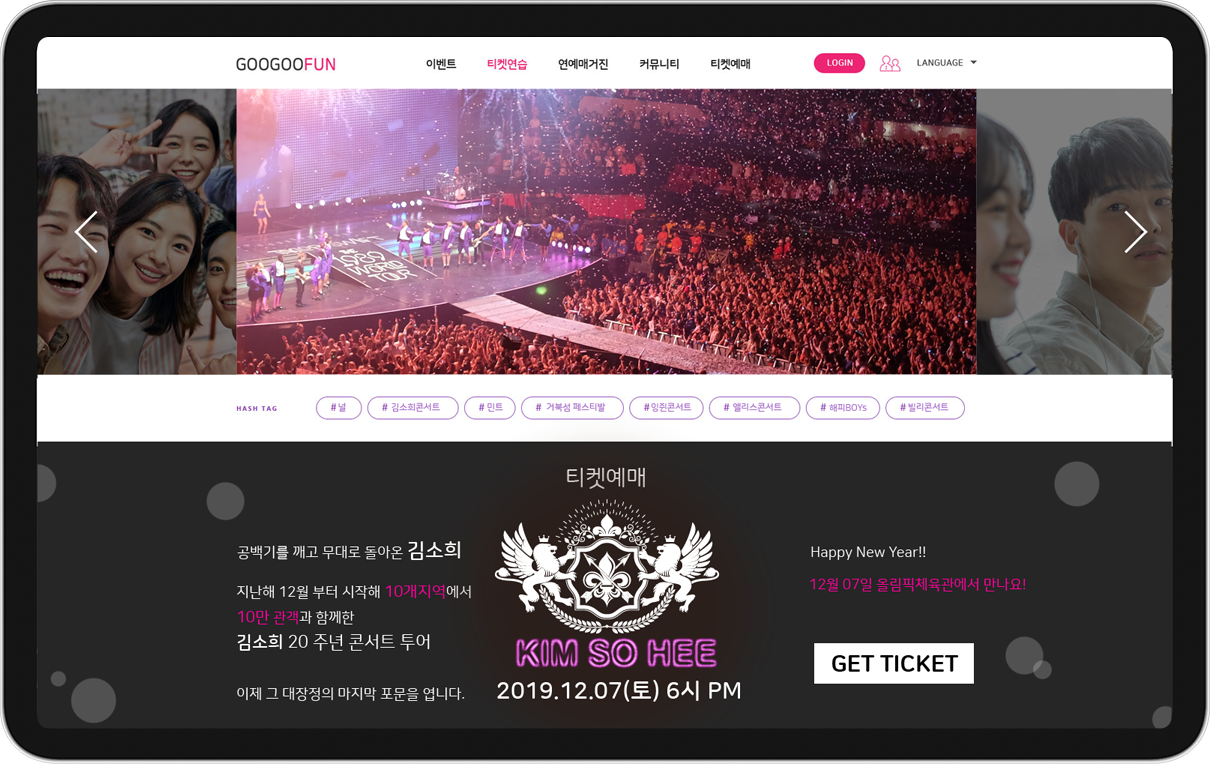 GOOGOOFUN
이벤트 티켓연습 연예매거진 커뮤니티 티켓예매
LOGIN
LANGUAGE
1989
WORLD
TOUR
HASH TAG
#널
# 김소희콘서트
# 민트
# 거북섬 페스티발
#임쥔콘서트
# 앨리스콘서트
# 해피BOYs
#빌리콘서트
티켓예매
공백기를 깨고 무대로 돌아온 김소희
지난해 12월 부터 시작해 10개지역에서
10만 관객과 함께한
김소희 20 주년 콘서트 투어
이제 그 대장정의 마지막 포문을 엽니다.
KIM SO HEE
2019.12.07(토) 6시 PM
Happy New Year!!
12월 07일 올림픽체육관에서 만나요!
GET TICKET